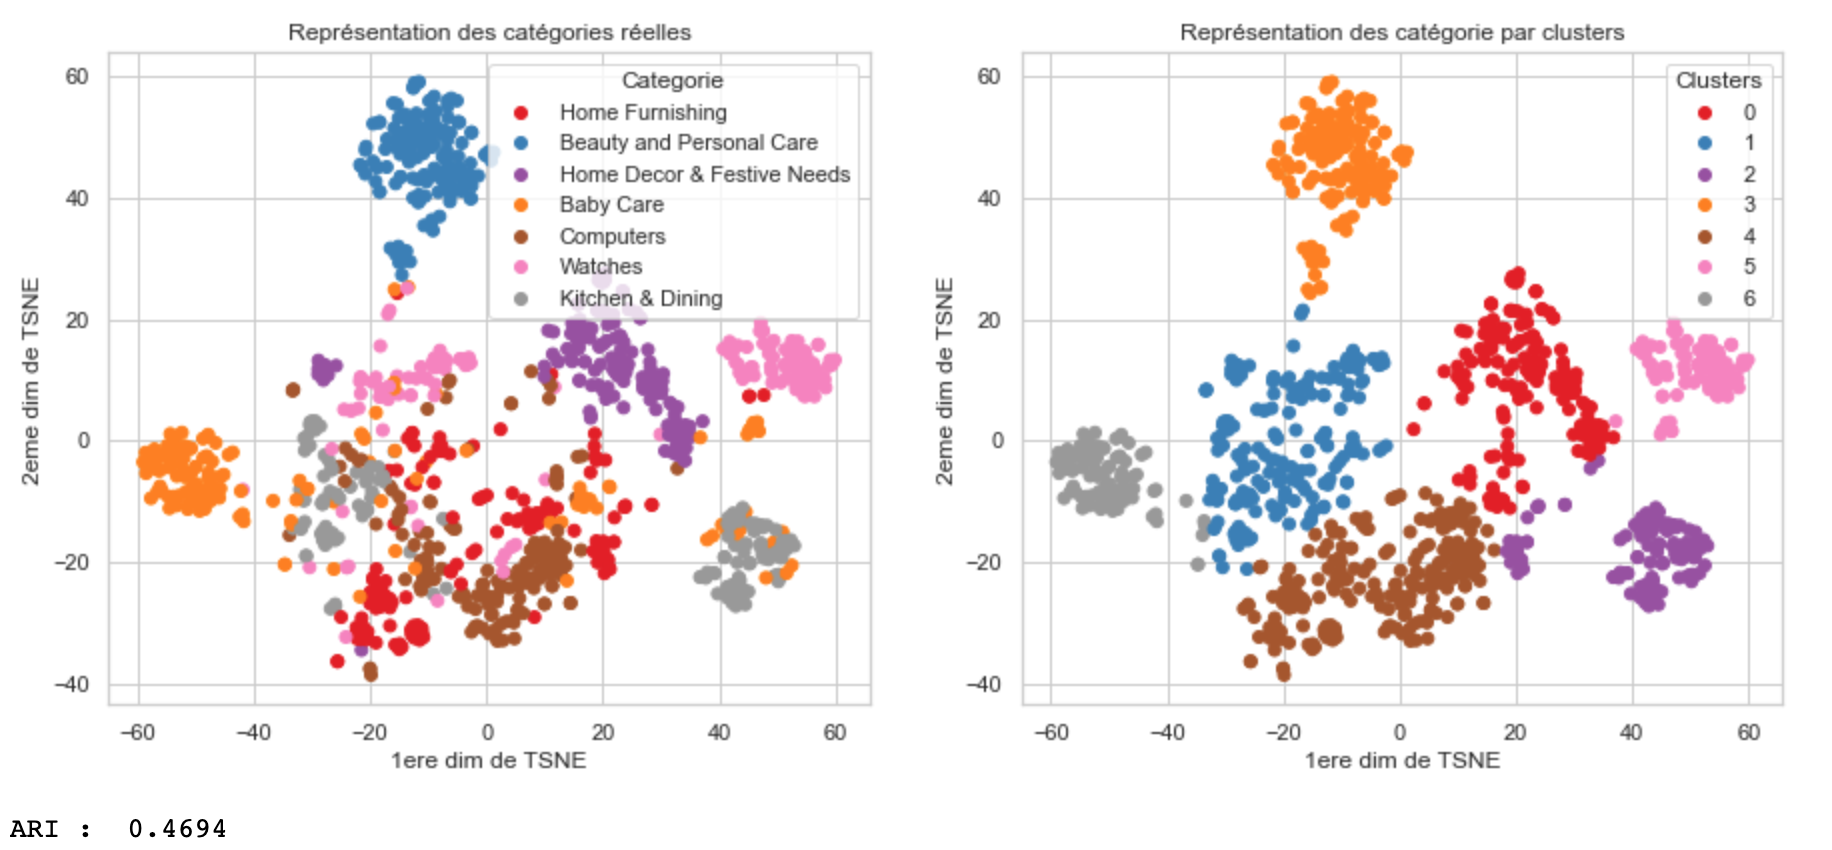 Représentation des catégories réelles
60
40
20
0
−20
−40
−60
−40
−20
0
20
40
60
2eme dim de TSNE
1ere dim de TSNE
Categorie
Home Furnishing
Beauty and Personal Care
Home Decor & Festive Needs
Baby Care
Computers
Watches
Kitchen & Dining
Représentation des catégorie par clusters
60
40
20
0
−20
−40
−60
−40
−20
0
20
40
60
2eme dim de TSNE
1ere dim de TSNE
Clusters
0
1
2
3
4
5
6
ARI : 0.4694